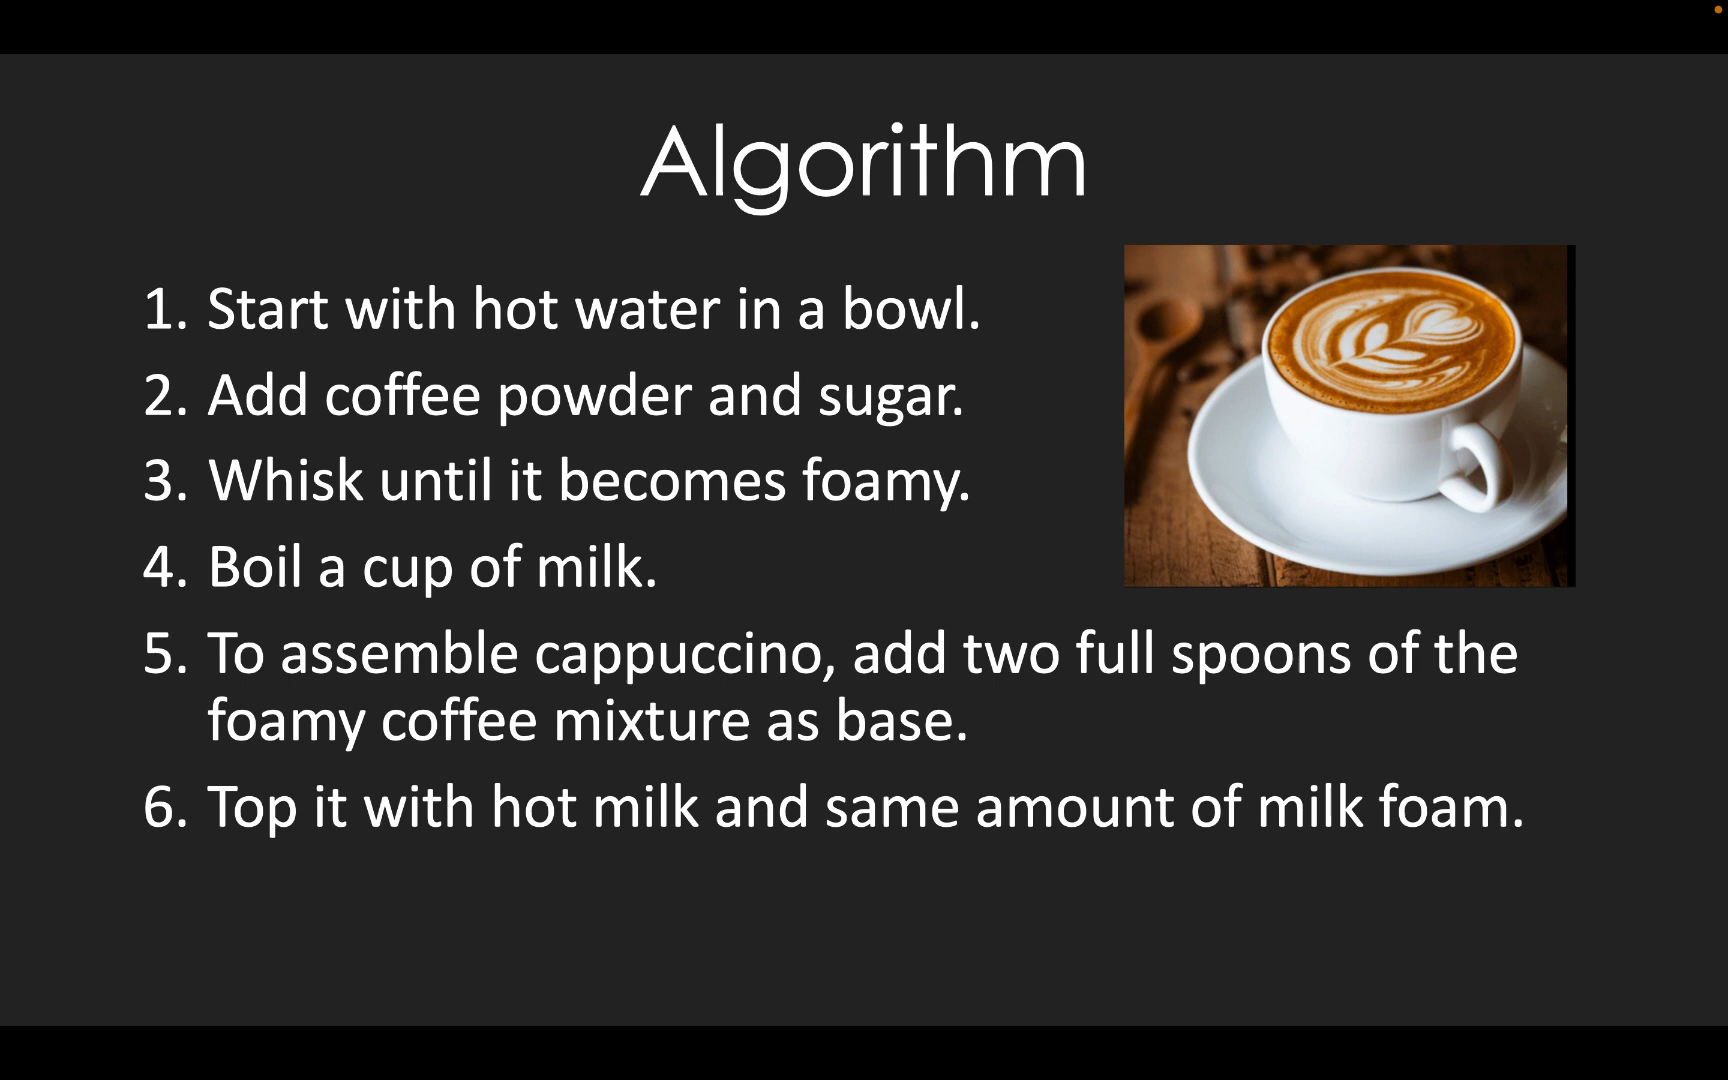 Algorithm
1. Start with hot water in a bowl.
2. Add coffee powder and sugar.
3. Whisk until it becomes foamy.
4. Boil a cup of milk.
5. To assemble cappuccino, add two full spoons of the
foamy coffee mixture as base.
6. Top it with hot milk and same amount of milk foam.